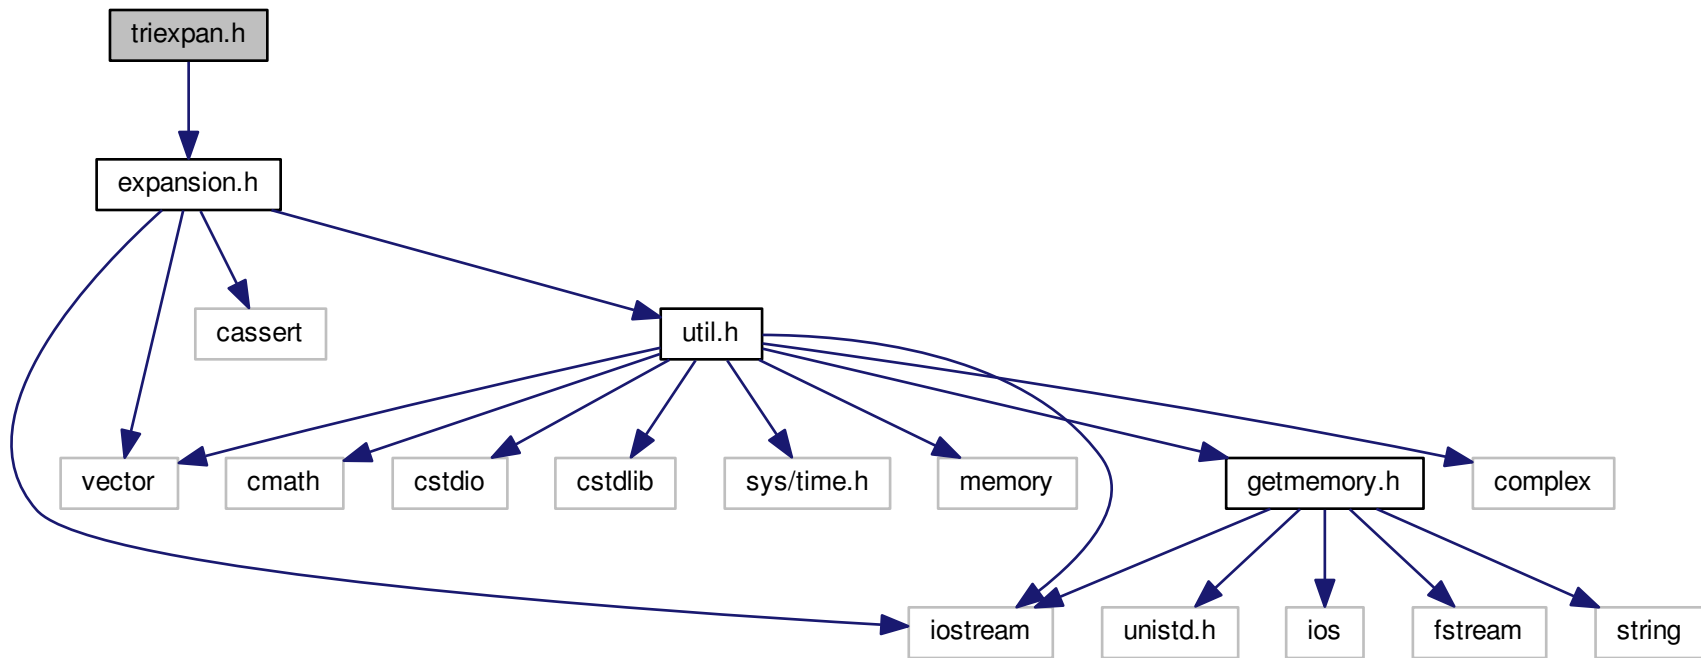 triexpan.h
expansion.h
cassert
util.h
vector
cmath
cstdio
cstdlib
sys/time.h
memory
getmemory.h
complex
iostream
unistd.h
ios
fstream
string